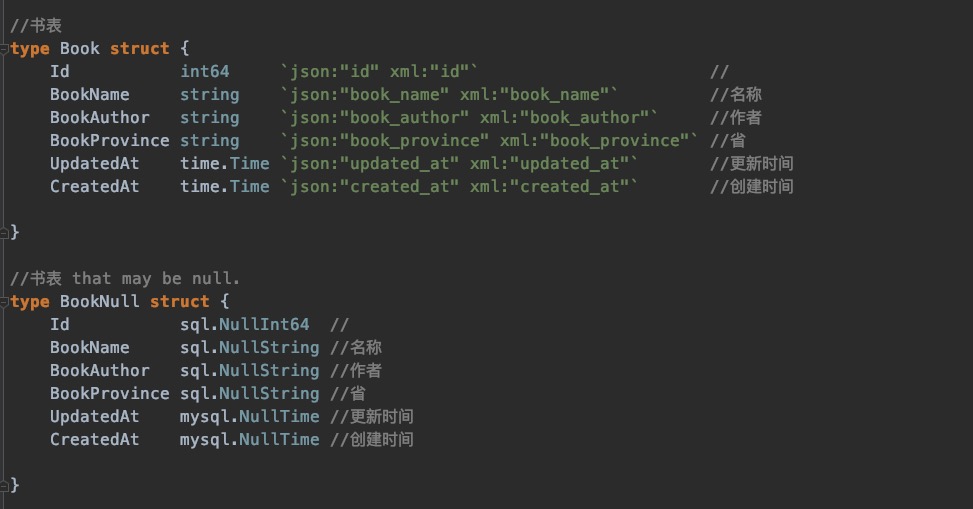 //书表
type Book struct {
    Id           int64     `json:"id" xml:"id"`                       //
    BookName     string    `json:"book_name" xml:"book_name"`         //名称
    BookAuthor   string    `json:"book_author" xml:"book_author"`     //作者
    BookProvince string    `json:"book_province" xml:"book_province"` //省
    UpdatedAt    time.Time `json:"updated_at" xml:"updated_at"`       //更新时间
    CreatedAt    time.Time `json:"created_at" xml:"created_at"`       //创建时间
}
//书表 that may be null.
type BookNull struct {
    Id           sql.NullInt64  //
    BookName     sql.NullString //名称
    BookAuthor   sql.NullString //作者
    BookProvince sql.NullString //省
    UpdatedAt    mysql.NullTime //更新时间
    CreatedAt    mysql.NullTime //创建时间
}